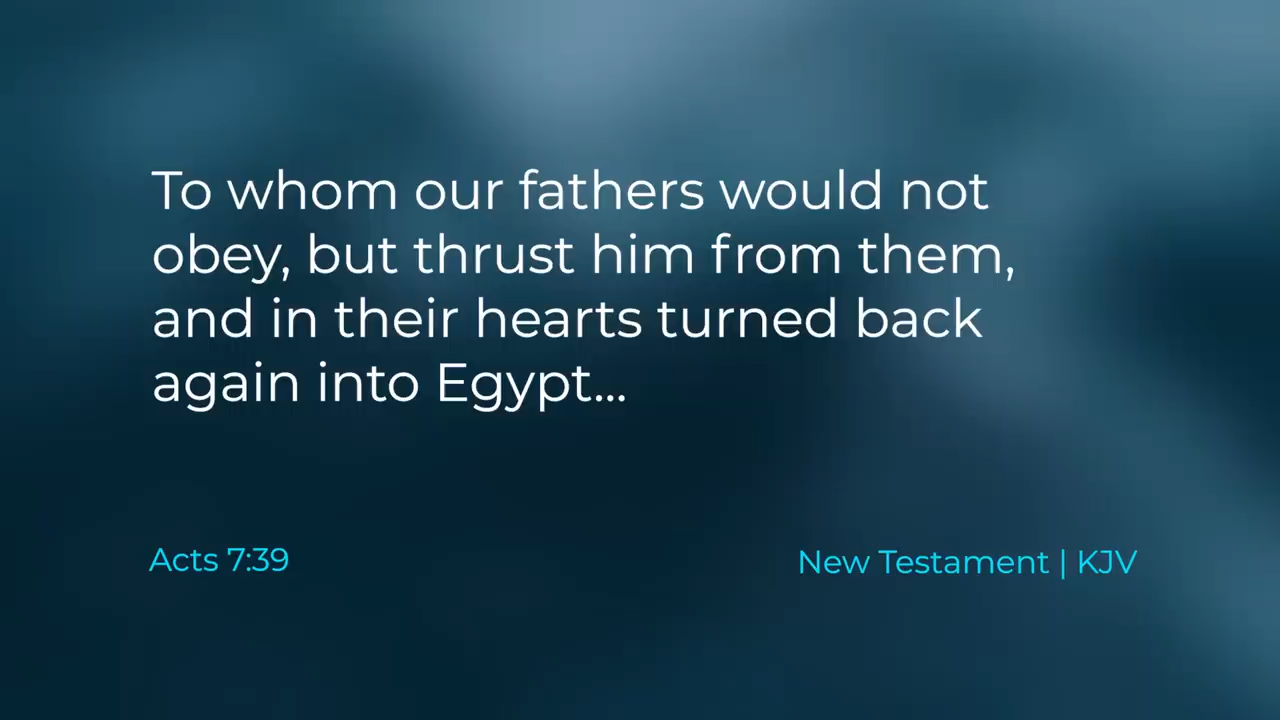 To whom our fathers would not
obey, but thrust him from them,
and in their hearts turned back
again into Egypt...
Acts 7:39
New Testament | KJV